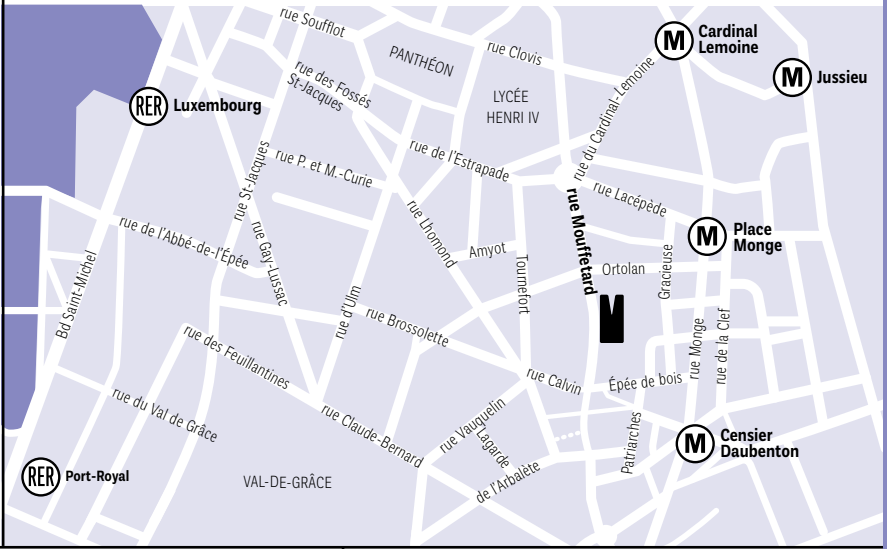 rue Soufflot
PANTHÉON
rue Clovis
M
Cardinal
Lemoine
M
Jussieu
RER
Luxembourg
rue des Fossés
St-Jacques
LYCÉE
HENRI IV
rue du Cardinal-Lemoine
rue de l'Estrapade
rue P. et M.-Curie
rue St-Jacques
rue Lacépède
rue Mouffetard
M
Place
Monge
rue de l'Abbé-de-l'Épée
rue Gay-Lussac
rue Lhomond
Amyot
Tournefort
Ortolan
Gracieuse
Bd Saint-Michel
rue d'Ulm
rue Brossolette
M
rue Monge
rue de la Clef
rue des Feuillantines
rue Calvin
Épée de bois
rue du Val de Grâce
rue Claude-Bernard
rue Vauquelin
Lagarde
Patriarches
M
Censier
Daubenton
RER
Port-Royal
VAL-DE-GRÂCE
de l'Arbalète